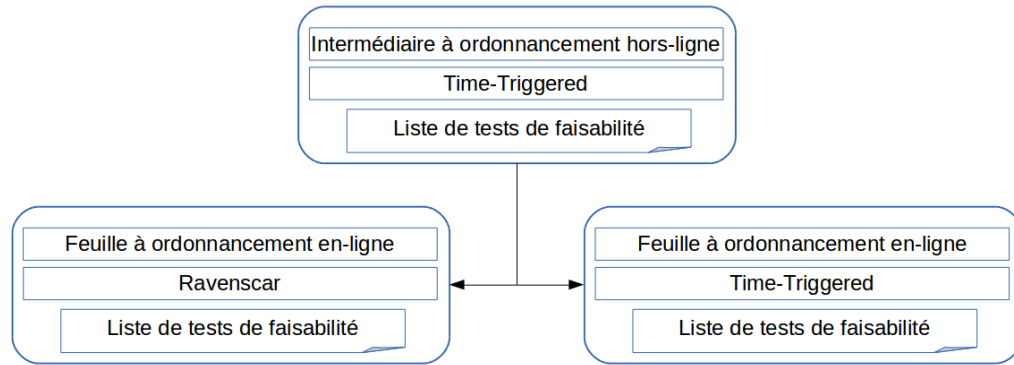 Intermédiaire à ordonnancement hors-ligne
Time-Triggered
Liste de tests de faisabilité
Feuille à ordonnancement en-ligne
Ravenscar
Liste de tests de faisabilité
Feuille à ordonnancement en-ligne
Time-Triggered
Liste de tests de faisabilité